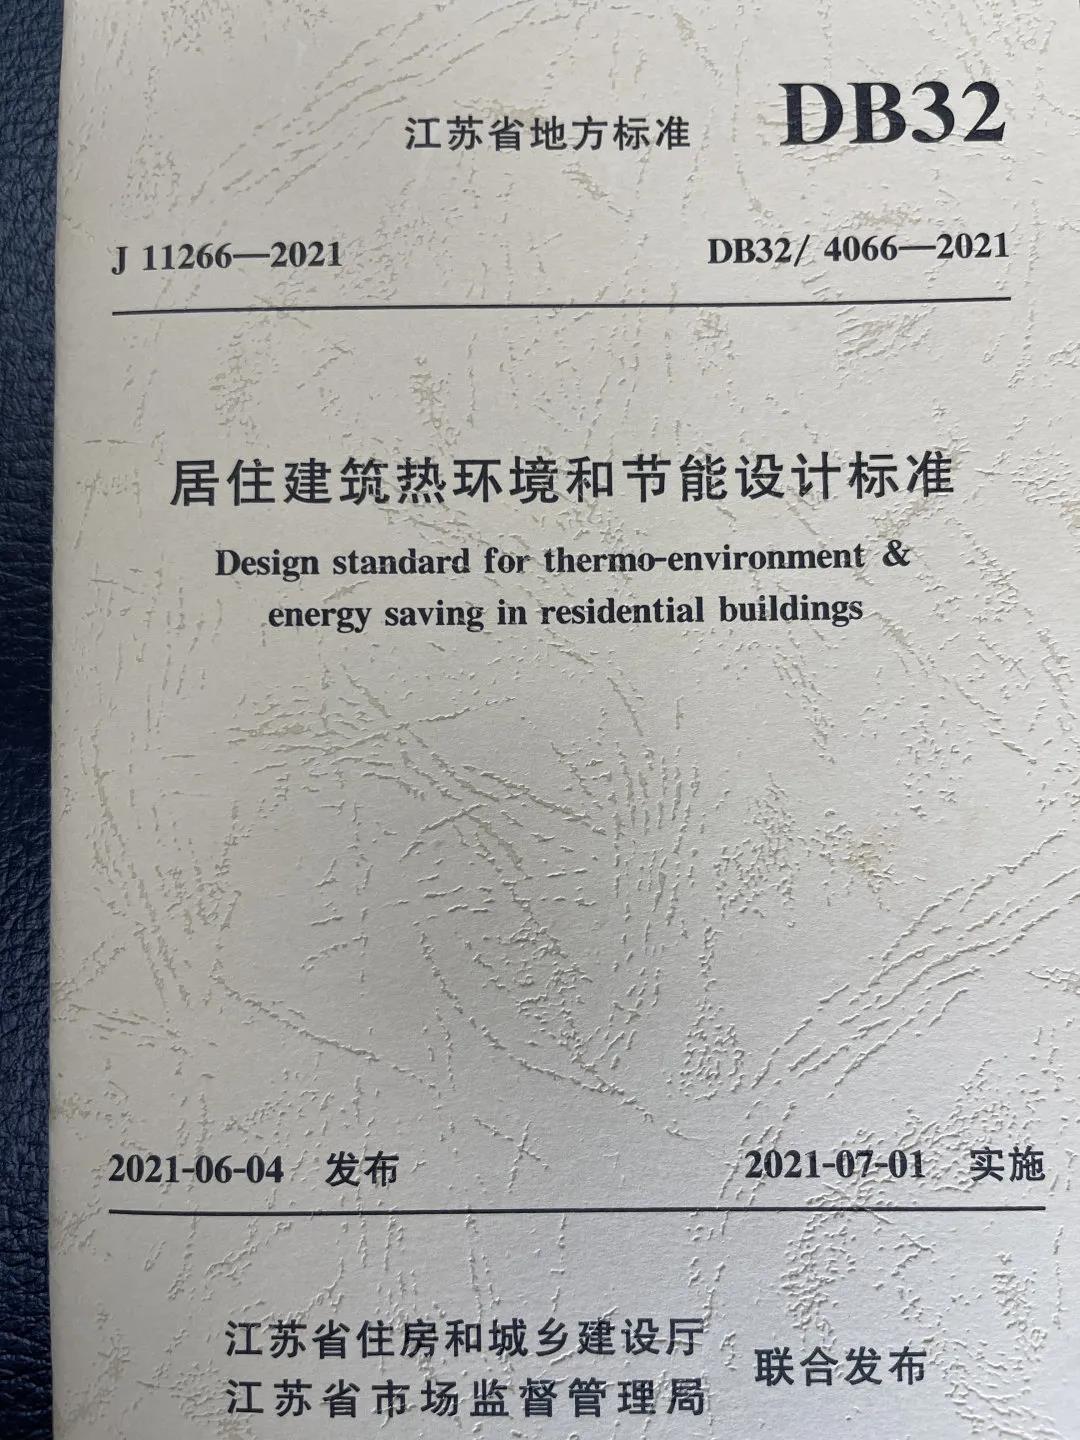 江苏省地方标准 DB32
J 11266—2021 DB32/ 4066—2021
居住建筑热环境和节能设计标准
Design standard for thermo-environment &
energy saving in residential buildings
2021-06-04 发布 2021-07-01 实施
江苏省住房和城乡建设厅
江苏省市场监督管理局
联合发布